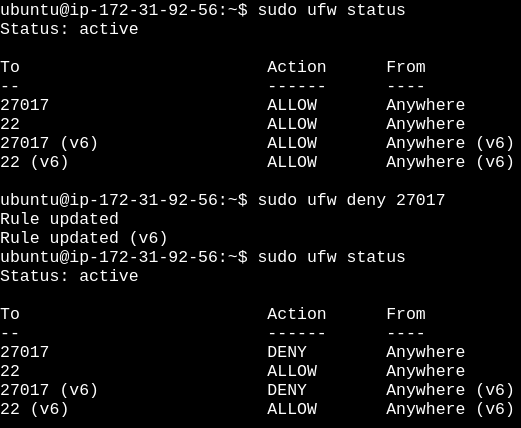 ubuntu@ip-172-31-92-56:~$ sudo ufw status
Status: active

To                         Action      From
--                         ------      ----
27017                      ALLOW       Anywhere
22                         ALLOW       Anywhere
27017 (v6)                 ALLOW       Anywhere (v6)
22 (v6)                    ALLOW       Anywhere (v6)

ubuntu@ip-172-31-92-56:~$ sudo ufw deny 27017
Rule updated
Rule updated (v6)
ubuntu@ip-172-31-92-56:~$ sudo ufw status
Status: active

To                         Action      From
--                         ------      ----
27017                      DENY        Anywhere
22                         ALLOW       Anywhere
27017 (v6)                 DENY        Anywhere (v6)
22 (v6)                    ALLOW       Anywhere (v6)